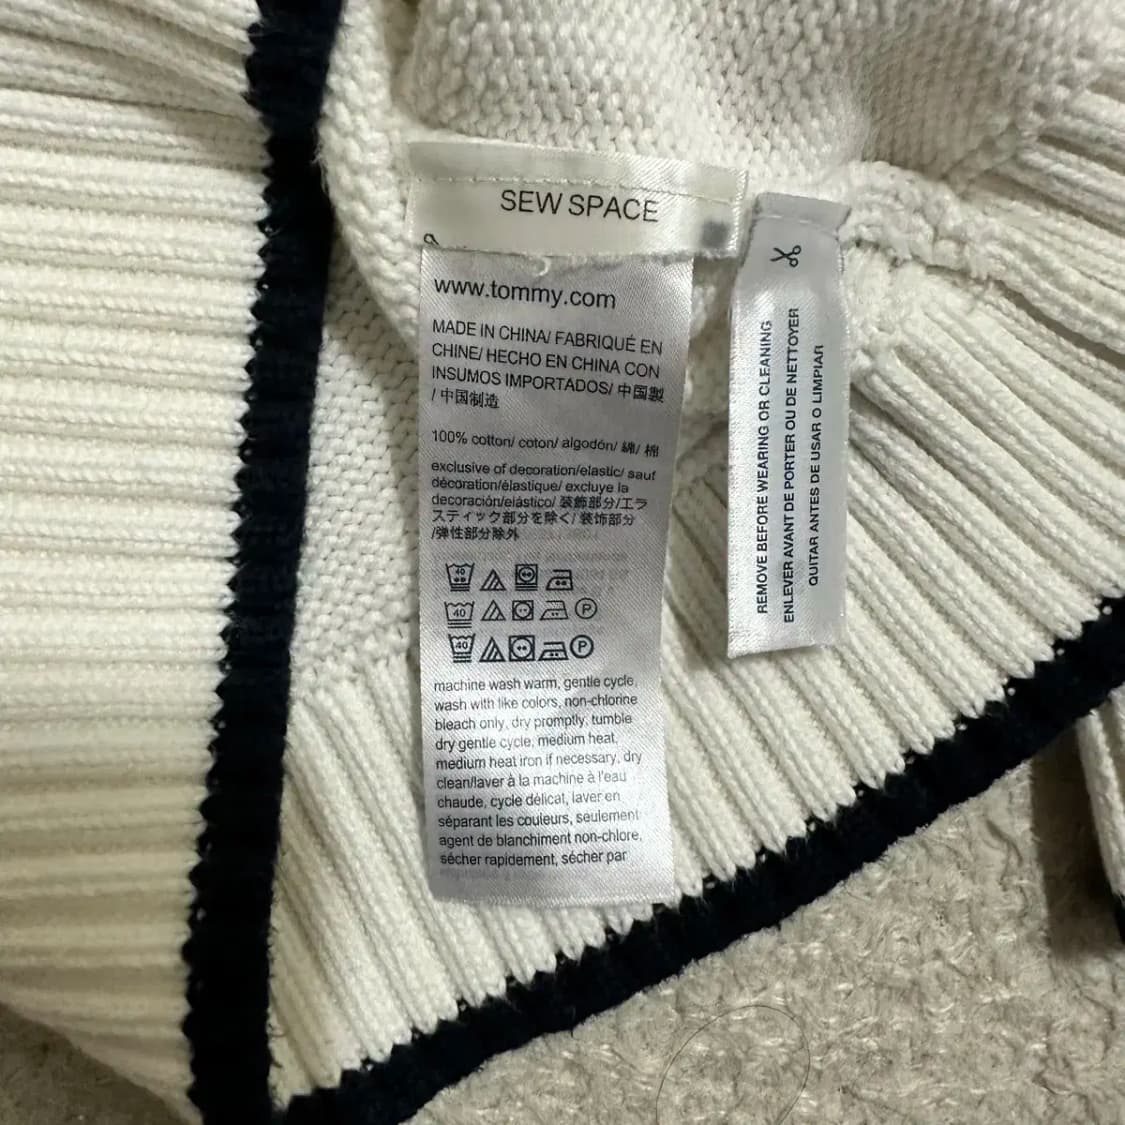 SEW SPACE
www.tommy.com
MADE IN CHINA/ FABRIQUÉ EN
CHINE/ HECHO EN CHINA CON
INSUMOS IMPORTADOS/ 中国製
/ 中国制造
100% cotton/ coton/ algodón/ 綿/ 棉
exclusive of decoration/elastic/ sauf
décoration/élastique/ excluye la
decoración/elástico/ 装飾部分/エラ
スティック部分を除く/ 装饰部分
/弹性部分除外
40
40 P
40 P
machine wash warm, gentle cycle,
wash with like colors, non-chlorine
bleach only, dry promptly, tumble
dry gentle cycle, medium heat,
medium heat iron if necessary, dry
clean/laver à la machine à l'eau
chaude, cycle délicat, laver en
séparant les couleurs, seulement
agent de blanchiment non-chlore,
sécher rapidement, sécher par
REMOVE BEFORE WEARING OR CLEANING
ENLEVER AVANT DE PORTER OU DE NETTOYER
QUITAR ANTES DE USAR O LIMPIAR